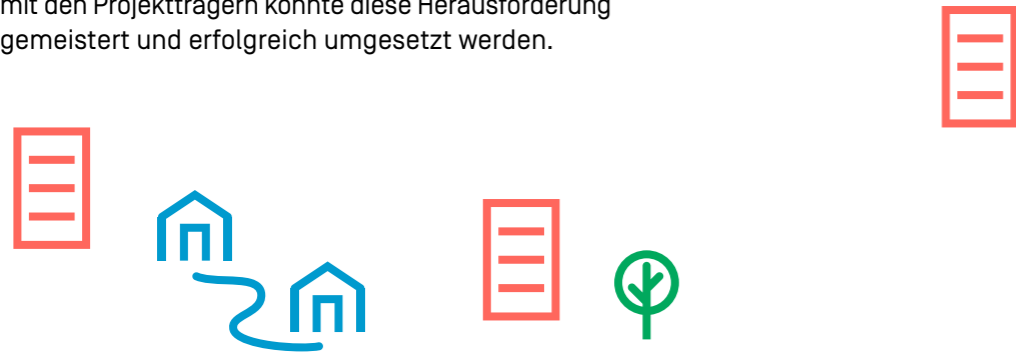 mit den Projektträgern konnte diese Herausforderung
gemeistert und erfolgreich umgesetzt werden.